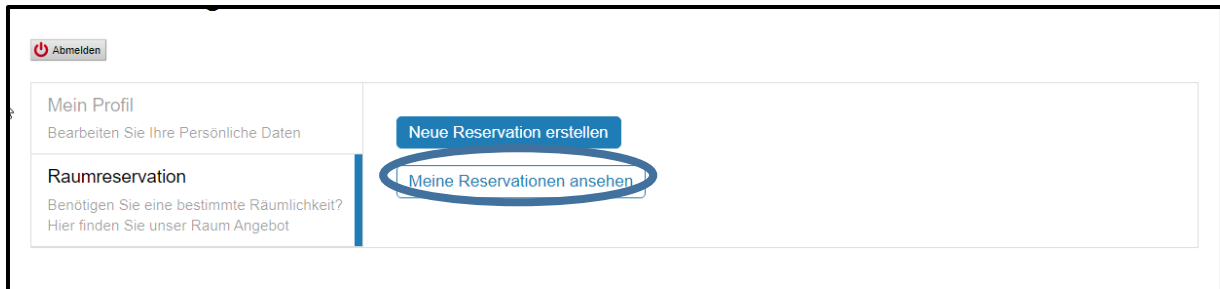 Abmelden
Mein Profil
Bearbeiten Sie Ihre Persönliche Daten
Raumreservation
Benötigen Sie eine bestimmte Räumlichkeit?
Hier finden Sie unser Raum Angebot
Neue Reservation erstellen
Meine Reservationen ansehen